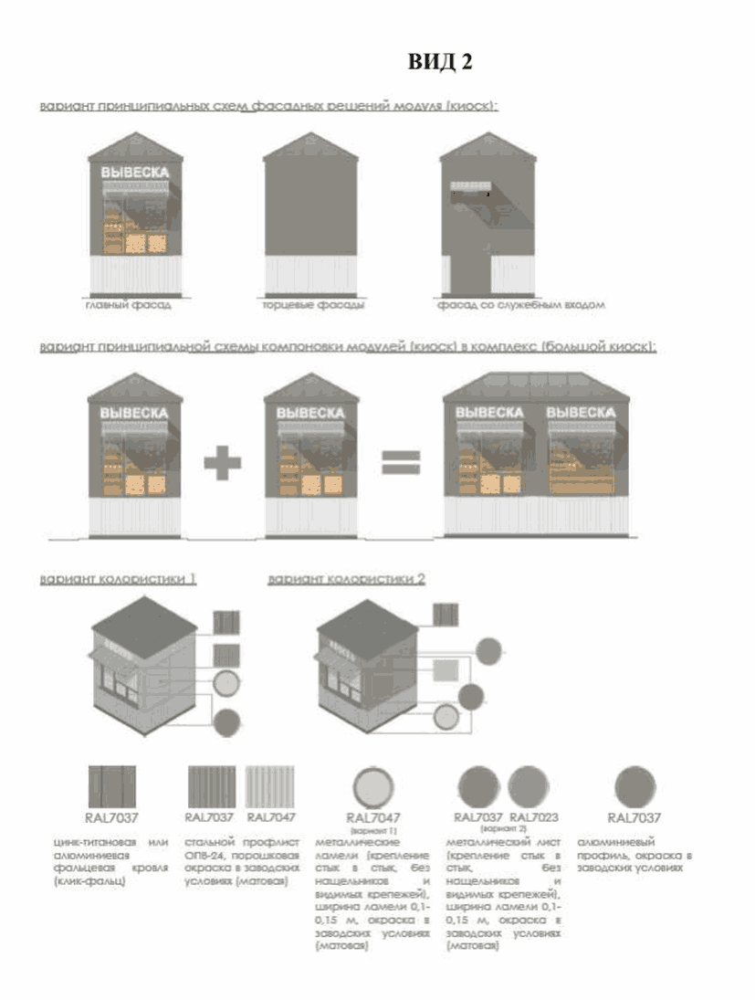 ВИД 2
вариант принципиальных схем фасадных решений модуля (киоск):
ВЫВЕСКА
главный фасад
торцевые фасады
фасад со служебным входом
вариант принципиальной схемы компоновки модулей (киоск) в комплекс (большой киоск):
ВЫВЕСКА
+
ВЫВЕСКА
=
ВЫВЕСКА ВЫВЕСКА
вариант колористики 1
вариант колористики 2
RAL7037
цинк-титановая или
алюминиевая
фальцевая кровля
(клик-фальц)
RAL7037 RAL7047
стальной профлист
ОПВ-24, порошковая
окраска в заводских
условиях (матовая)
RAL7047
(вариант 1)
металлические
ламели (крепление
стык в стык, без
нащельников и
видимых крепежей),
ширина ламели 0,1-
0,15 м, окраска в
заводских условиях
(матовая)
RAL7037 RAL7023
(вариант 2)
металлический лист
(крепление стык в
стык, без
нащельников и
видимых крепежей),
ширина ламели 0,1-
0,15 м, окраска в
заводских условиях
(матовая)
RAL7037
алюминиевый
профиль, окраска в
заводских условиях